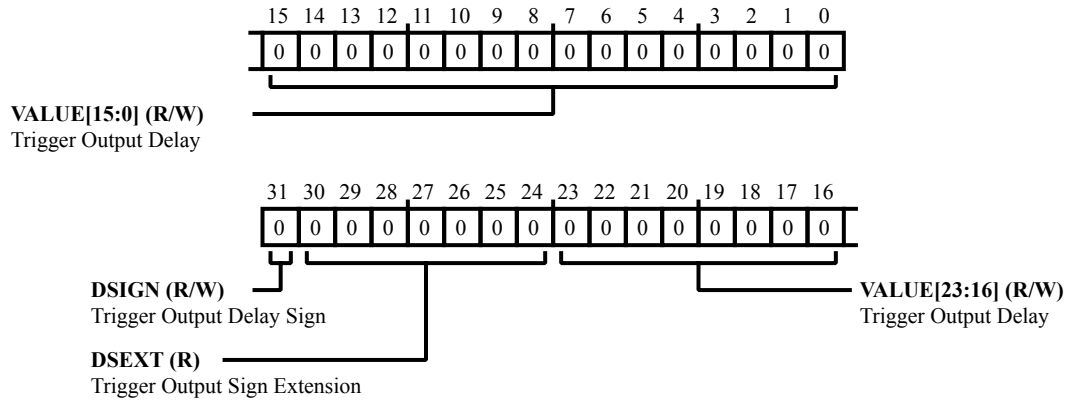 15 14 13 12 11 10 9 8 7 6 5 4 3 2 1 0
0 0 0 0 0 0 0 0 0 0 0 0 0 0 0 0
VALUE[15:0] (R/W)
Trigger Output Delay
31 30 29 28 27 26 25 24 23 22 21 20 19 18 17 16
0 0 0 0 0 0 0 0 0 0 0 0 0 0 0 0
DSIGN (R/W)
Trigger Output Delay Sign
VALUE[23:16] (R/W)
Trigger Output Delay
DSEXT (R)
Trigger Output Sign Extension